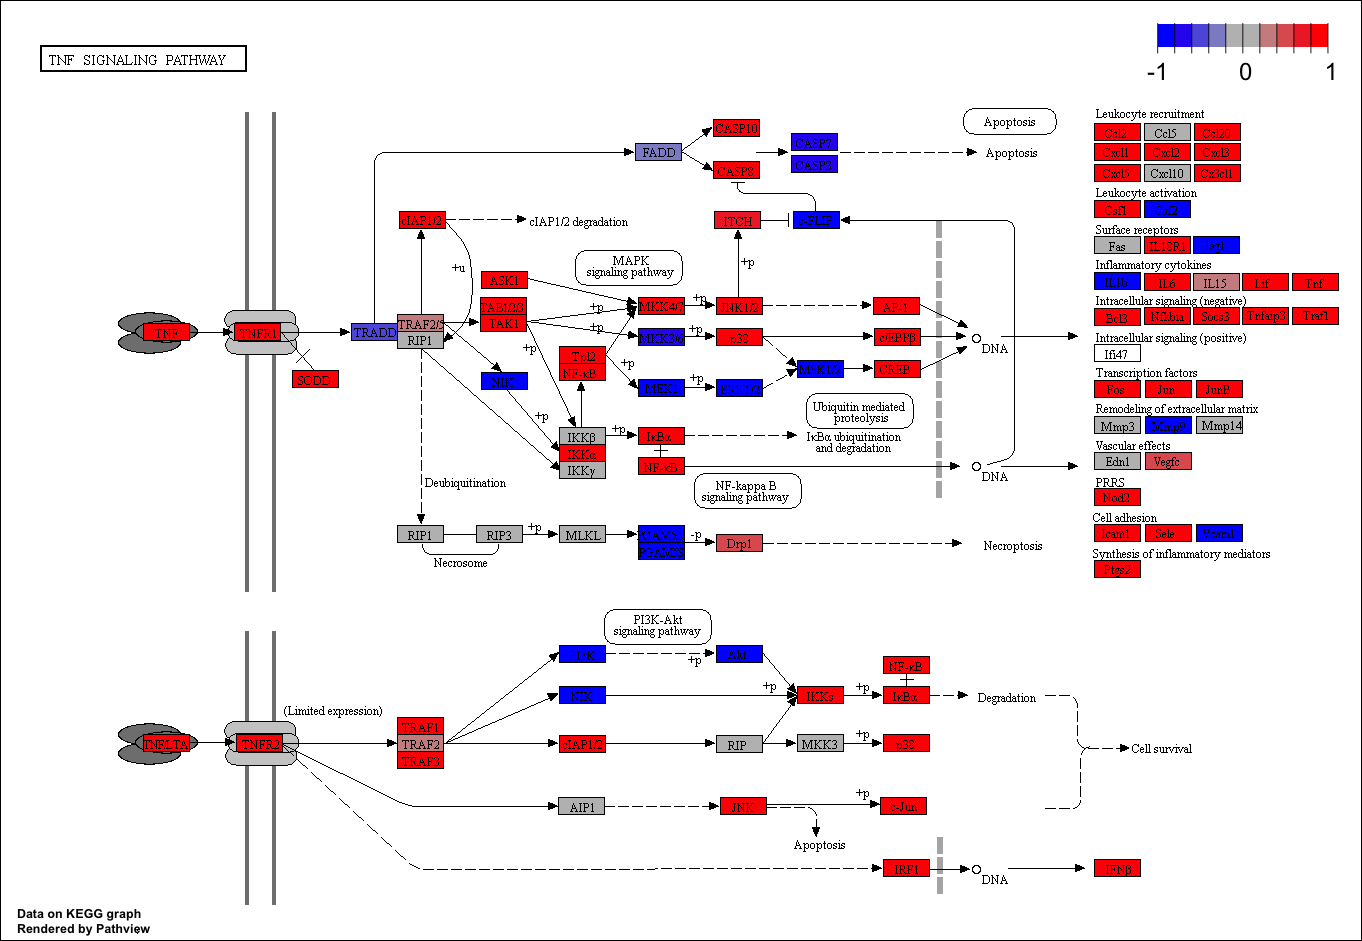 TNF SIGNALING PATHWAY
-1 0 1
Leukocyte recruitment
Ccl2 Ccl5 Ccl20
Cxcl1 Cxcl2 Cxcl3
Cxcl5 Cxcl10 Cx3cl1
Leukocyte activation
Csf1 Csf2
Surface receptors
Fas IL18R1 Jag1
Inflammatory cytokines
IL1b IL6 IL15 Lif Tnf
Intracellular signaling (negative)
Bcl3 Nfkbia Socs3 Tnfaip3 Traf1
Intracellular signaling (positive)
Ifi47
Transcription factors
Fos Jun JunB
Remodeling of extracellular matrix
Mmp3 Mmp9 Mmp14
Vascular effects
Edn1 Vegfc
PRRS
Nod2
Cell adhesion
Icam1 Sele Vcam1
Synthesis of inflammatory mediators
Ptgs2
CASP10
Apoptosis
FADD
CASP7
CASP3
Apoptosis
CASP8
cIAP1/2
cIAP1/2 degradation
ITCH
c-FLIP
+u
MAPK
signaling pathway
+p
ASK1
TAB1/2/3
TAK1
+p
MKK4/7
+p
JNK1/2
AP-1
TNF
TNFR1
TRADD
TRAF2/5
RIP1
+p
MKK3/6
+p
p38
c/EBPβ
DNA
SODD
NIK
+p
Tpl2
NF-κB
+p
MEK1
+p
MSK1/2
CREB
+p
Ubiquitin mediated
proteolysis
IKKβ
IKKα
IKKγ
+p
IκBα
IκBα ubiquitination
and degradation
NF-κB
DNA
NF-kappa B
signaling pathway
Deubiquitination
RIP1
RIP3
+p
MLKL
PGAM5L
PGAM5S
-p
Drp1
Necroptosis
Necrosome
PI3K-Akt
signaling pathway
PI3K
+p
Akt
NF-κB
NIK
+p
IKKs
+p
IκBα
Degradation
(Limited expression)
TNFR2
TRAF1
TRAF2
TRAF3
cIAP1/2
RIP
MKK3
+p
p38
Cell survival
AIP1
JNK
+p
c-Jun
Apoptosis
IRF1
DNA
IFNβ
Data on KEGG graph
Rendered by Pathview